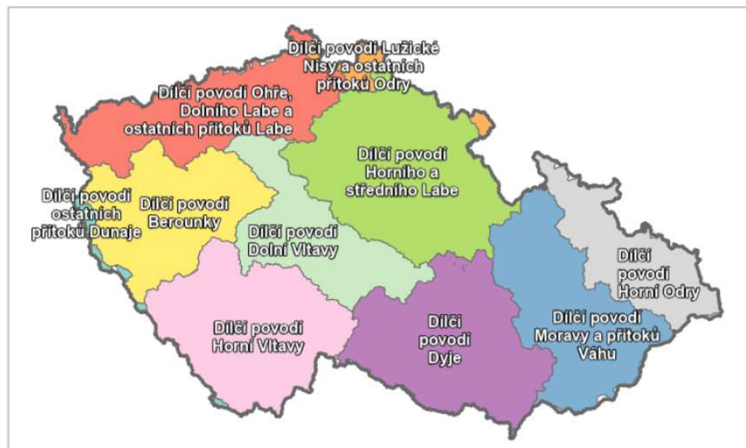 Dílčí povodí Lužické
Nisy a ostatních
přítoků Odry
Dílčí povodí Ohře,
Dolního Labe a
ostatních přítoků Labe
Dílčí povodí
Horního a
středního Labe
Dílčí povodí
ostatních
přítoků Dunaje
Dílčí povodí
Berounky
Dílčí povodí
Dolní Vltavy
Dílčí
povodí
Horní Odry
Dílčí povodí
Horní Vltavy
Dílčí
povodí
Dyje
Dílčí povodí
Moravy a přítoků
Váhu